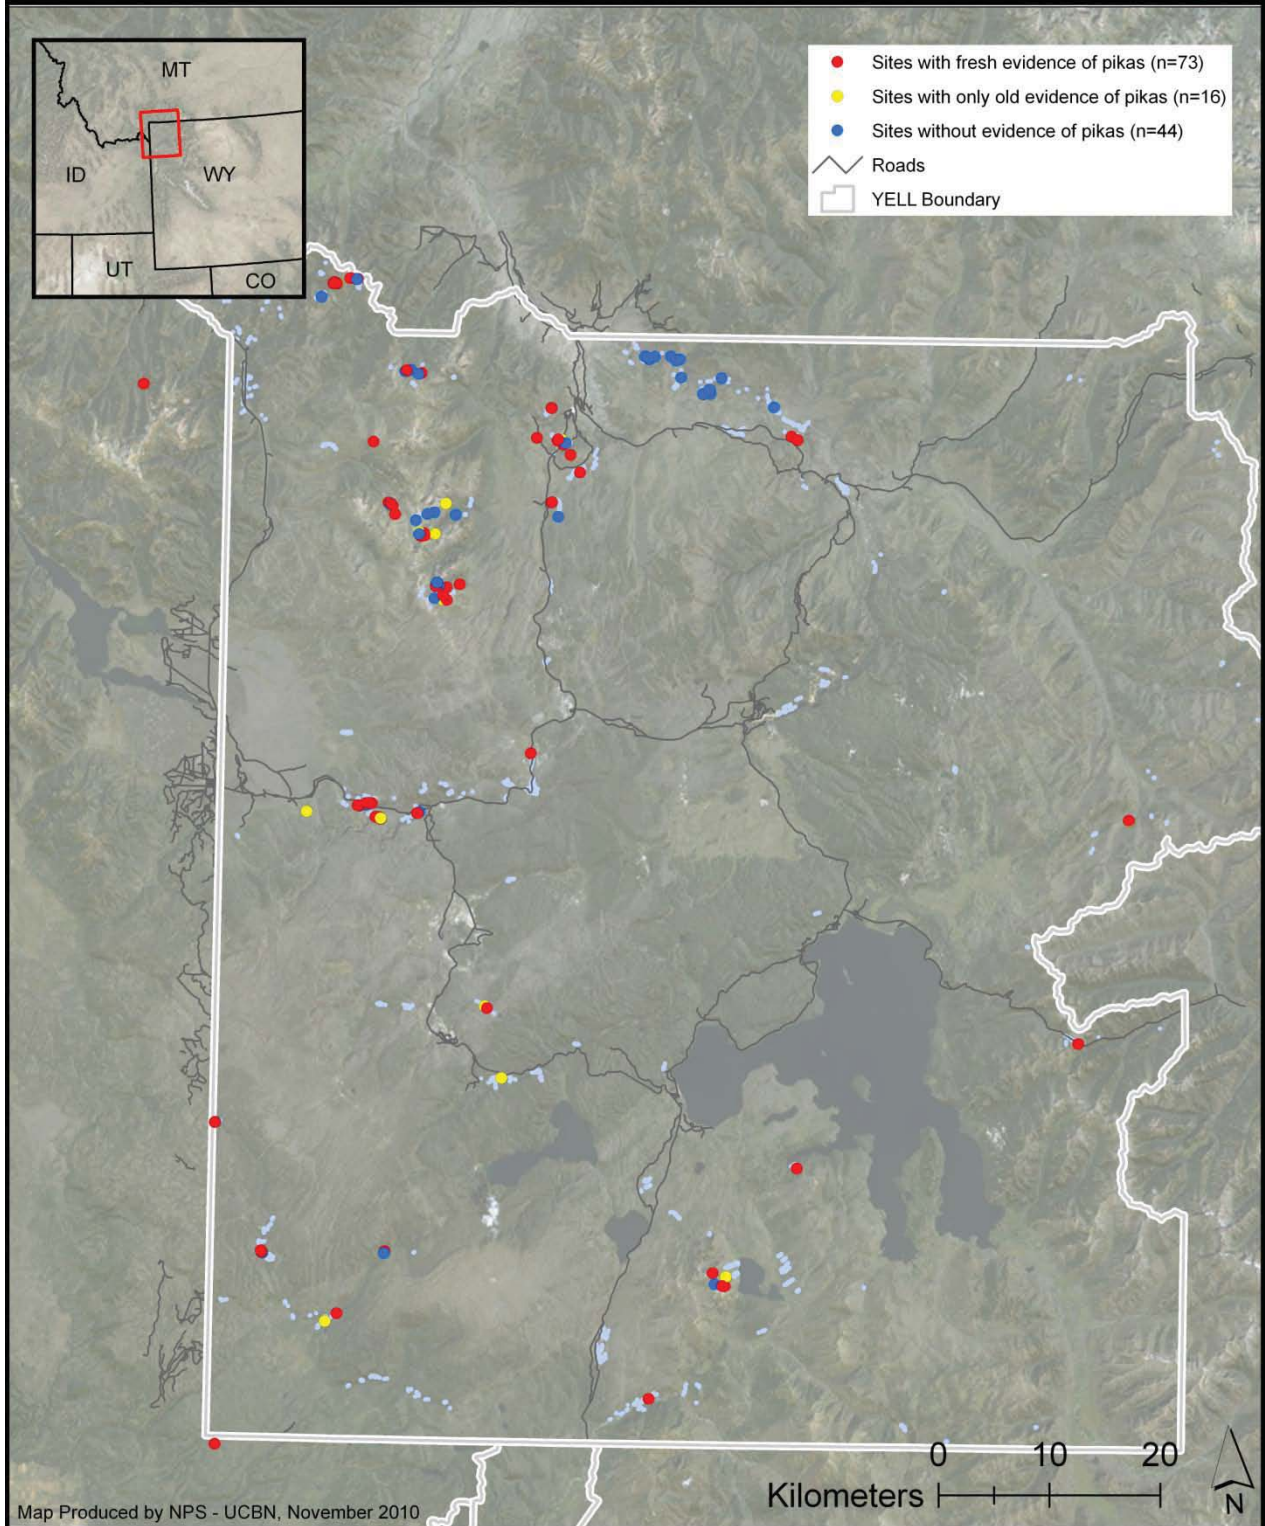 MT
ID
WY
UT
CO
Sites with fresh evidence of pikas (n=73)
Sites with only old evidence of pikas (n=16)
Sites without evidence of pikas (n=44)
Roads
YELL Boundary
0 10 20
Kilometers
N
Map Produced by NPS - UCBN, November 2010